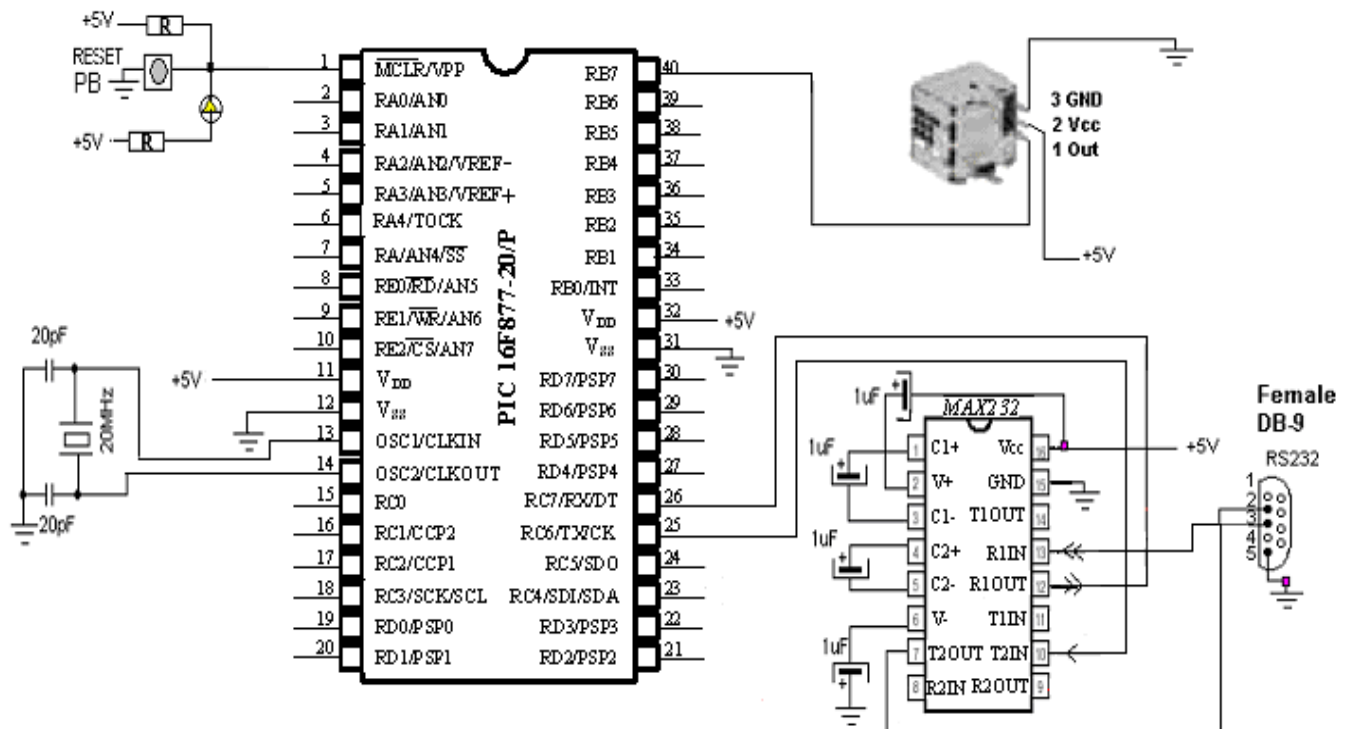 +5V
R
RESET
PB
+5V
R
1
2
3
4
5
6
7
8
9
10
11
12
13
14
15
16
17
18
19
20
MCLR/VPP
RA0/AN0
RA1/AN1
RA2/AN2/VREF-
RA3/AN3/VREF+
RA4/TOCK
RA/AN4/SS
RE0/RD/AN5
RE1/WR/AN6
RE2/CS/AN7
VDD
Vss
OSC1/CLKIN
OSC2/CLKOUT
RC0
RC1/CCP2
RC2/CCP1
RC3/SCK/SCL
RD0/PSP0
RD1/PSP1
PIC 16F877-20/P
RB7
RB6
RB5
RB4
RB3
RB2
RB1
RB0/INT
VDD
Vss
RD7/PSP7
RD6/PSP6
RD5/PSP5
RD4/PSP4
RC7/RX/DT
RC6/TX/CK
RC5/SDO
RC4/SDI/SDA
RD3/PSP3
RD2/PSP2
40
39
38
37
36
35
34
33
32
31
30
29
28
27
26
25
24
23
22
21
+5V
+5V
20pF
20MHz
20pF
3 GND
2 Vcc
1 Out
+5V
1uF
1uF
1uF
1uF
MAX232
1 C1+ Vcc 16
2 V+ GND 15
3 C1- T1OUT 14
4 C2+ R1IN 13
5 C2- R1OUT 12
6 V- T1IN 11
7 T2OUT T2IN 10
8 R2IN R2OUT 9
+5V
Female
DB-9
RS232
1
2
3
4
5